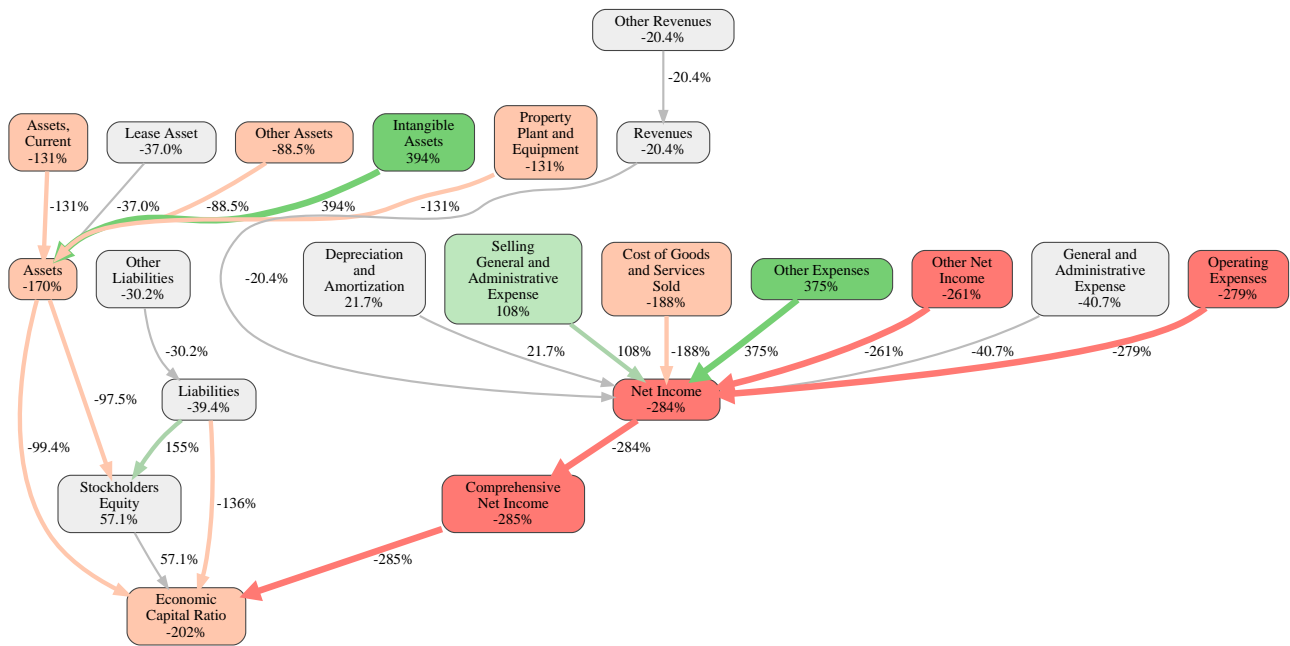 Other Revenues
-20.4%
-20.4%
Assets,
Current
-131%
Lease Asset
-37.0%
Other Assets
-88.5%
Intangible
Assets
394%
Property
Plant and
Equipment
-131%
Revenues
-20.4%
-131%
-37.0%
-88.5%
394%
-131%
Assets
-170%
Other
Liabilities
-30.2%
-20.4%
Depreciation
and
Amortization
21.7%
Selling
General and
Administrative
Expense
108%
Cost of Goods
and Services
Sold
-188%
Other Expenses
375%
Other Net
Income
-261%
General and
Administrative
Expense
-40.7%
Operating
Expenses
-279%
-30.2%
21.7%
108%
-188%
375%
-261%
-40.7%
-279%
-97.5%
Liabilities
-39.4%
Net Income
-284%
-99.4%
155%
-284%
Stockholders
Equity
57.1%
-136%
Comprehensive
Net Income
-285%
57.1%
-285%
Economic
Capital Ratio
-202%